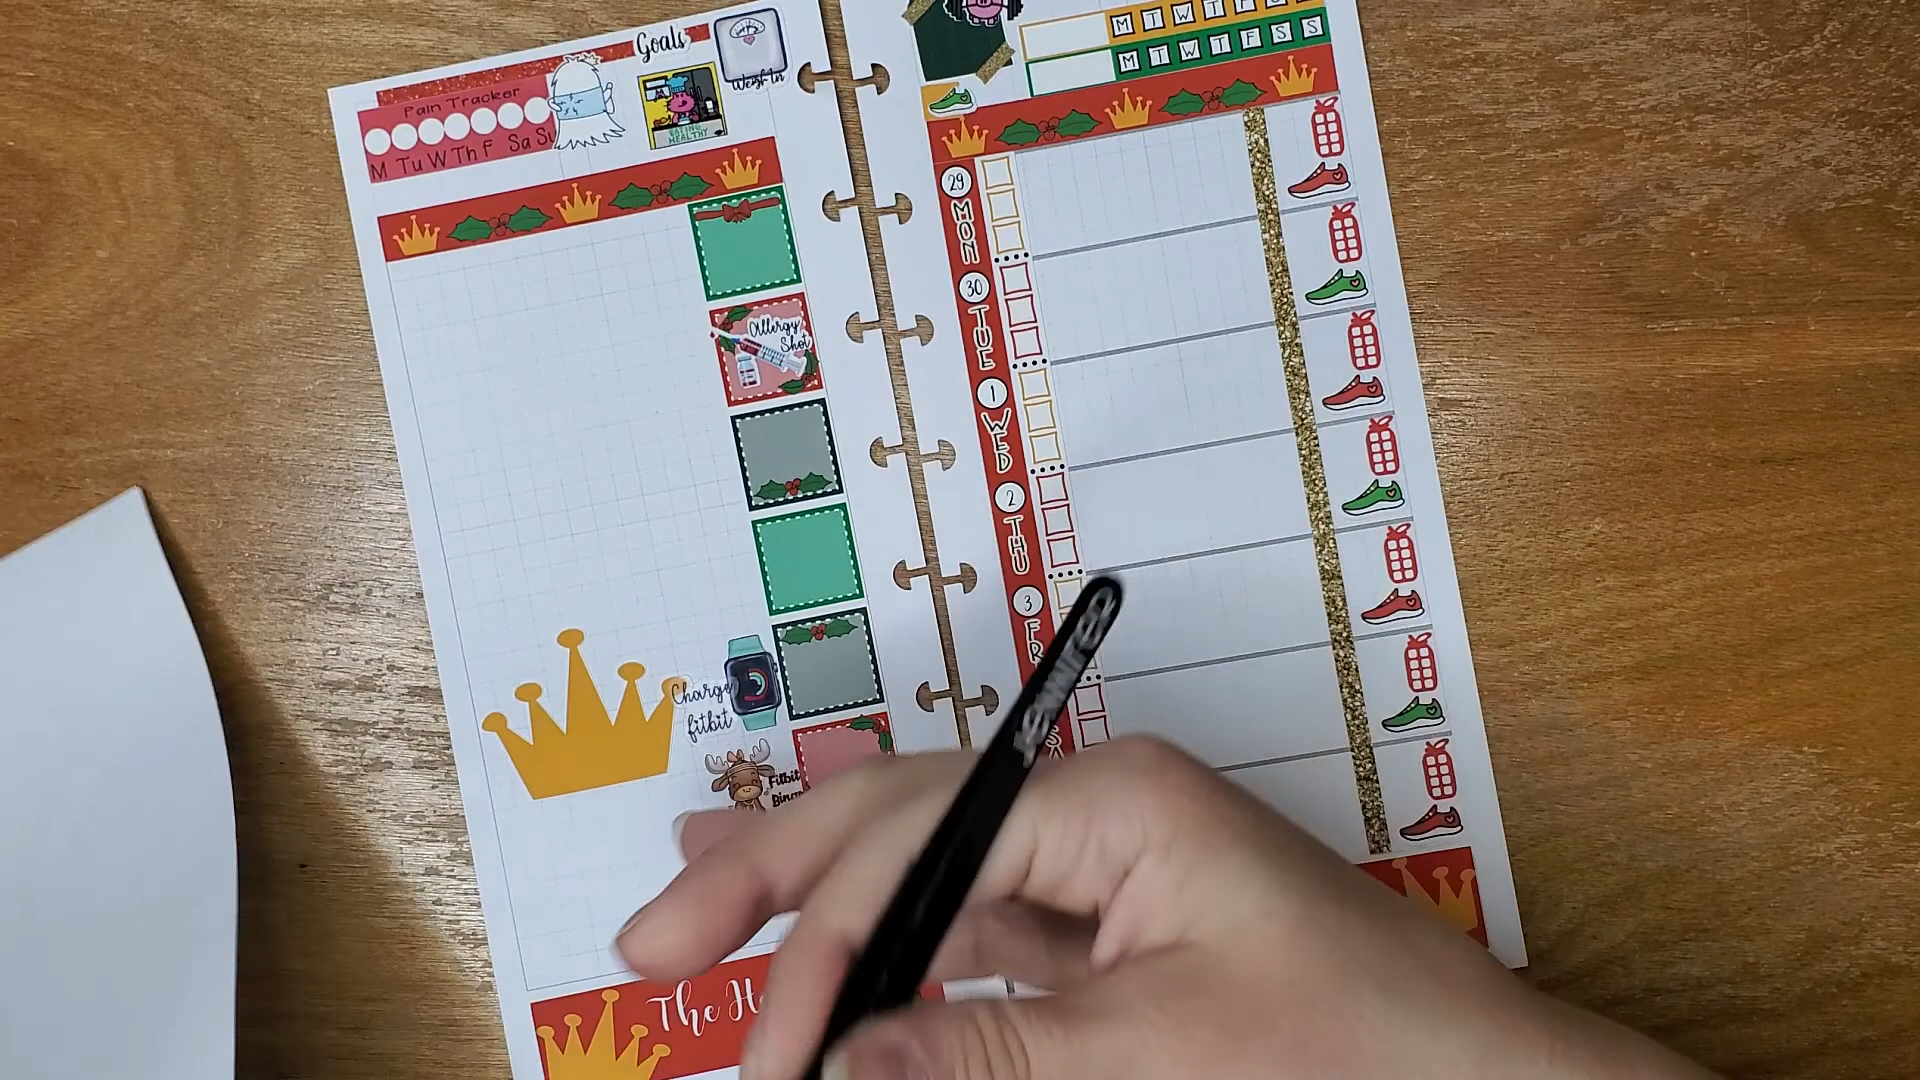 Goals
Weigh In
Pain Tracker
M Tu W Th F Sa Su
EATING
HEALTHY
Allergy
Shot
Charge
fitbit
Fitbit
The
M T W T F S S
M T W T F S S
29
MON
30
TUE
1
WED
2
THU
3